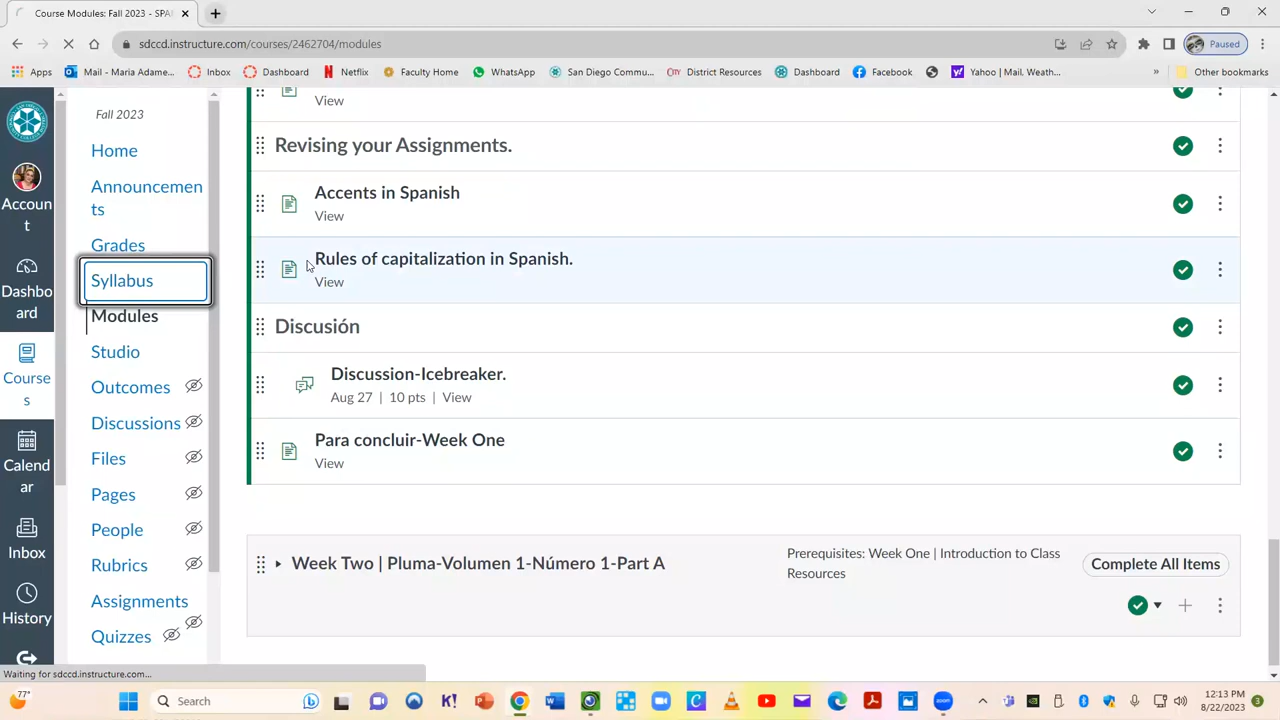 Course Modules: Fall 2023 - SPA
sdccd.instructure.com/courses/2462704/modules
Paused
Apps
Mail - Maria Adame...
Inbox
Dashboard
Netflix
Faculty Home
WhatsApp
San Diego Commu...
District Resources
Dashboard
Facebook
Yahoo | Mail, Weath...
»
Other bookmarks
Accoun
t
Dashbo
ard
Course
s
Calend
ar
Inbox
History
Fall 2023
Home
Announcemen
ts
Grades
Syllabus
Modules
Studio
Outcomes
Discussions
Files
Pages
People
Rubrics
Assignments
Quizzes
View
Revising your Assignments.
Accents in Spanish
View
Rules of capitalization in Spanish.
View
Discusión
Discussion-Icebreaker.
Aug 27 | 10 pts | View
Para concluir-Week One
View
Week Two | Pluma-Volumen 1-Número 1-Part A
Prerequisites: Week One | Introduction to Class
Resources
Complete All Items
Waiting for sdccd.instructure.com...
77°
Search
K!
zoom
12:13 PM
8/22/2023
3